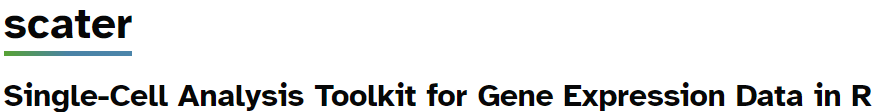 scater
Single-Cell Analysis Toolkit for Gene Expression Data in R